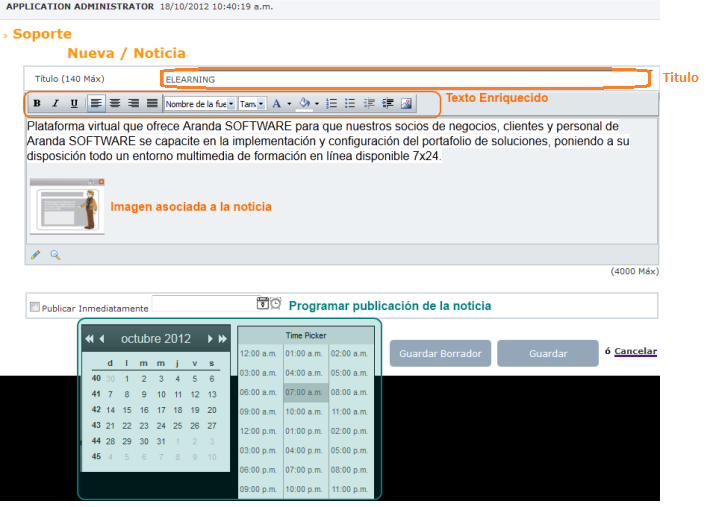 APPLICATION ADMINISTRATOR 18/10/2012 10:40:19 a.m.
» Soporte
Nueva / Noticia
Título (140 Máx)
ELEARNING
Titulo
B I U Nombre de la fue Tam. A
Texto Enriquecido
Plataforma virtual que ofrece Aranda SOFTWARE para que nuestros socios de negocios, clientes y personal de
Aranda SOFTWARE se capacite en la implementación y configuración del portafolio de soluciones, poniendo a su
disposición todo un entorno multimedia de formación en línea disponible 7x24.
Imagen asociada a la noticia
(4000 Máx)
Publicar Inmediatamente
Programar publicación de la noticia
octubre 2012
d l m m j v s
40 30 1 2 3 4 5 6
41 7 8 9 10 11 12 13
42 14 15 16 17 18 19 20
43 21 22 23 24 25 26 27
44 28 29 30 31 1 2 3
45 4 5 6 7 8 9 10
Time Picker
12:00 a.m. 01:00 a.m. 02:00 a.m.
03:00 a.m. 04:00 a.m. 05:00 a.m.
06:00 a.m. 07:00 a.m. 08:00 a.m.
09:00 a.m. 10:00 a.m. 11:00 a.m.
12:00 p.m. 01:00 p.m. 02:00 p.m.
03:00 p.m. 04:00 p.m. 05:00 p.m.
06:00 p.m. 07:00 p.m. 08:00 p.m.
09:00 p.m. 10:00 p.m. 11:00 p.m.
Guardar Borrador
Guardar
ó Cancelar